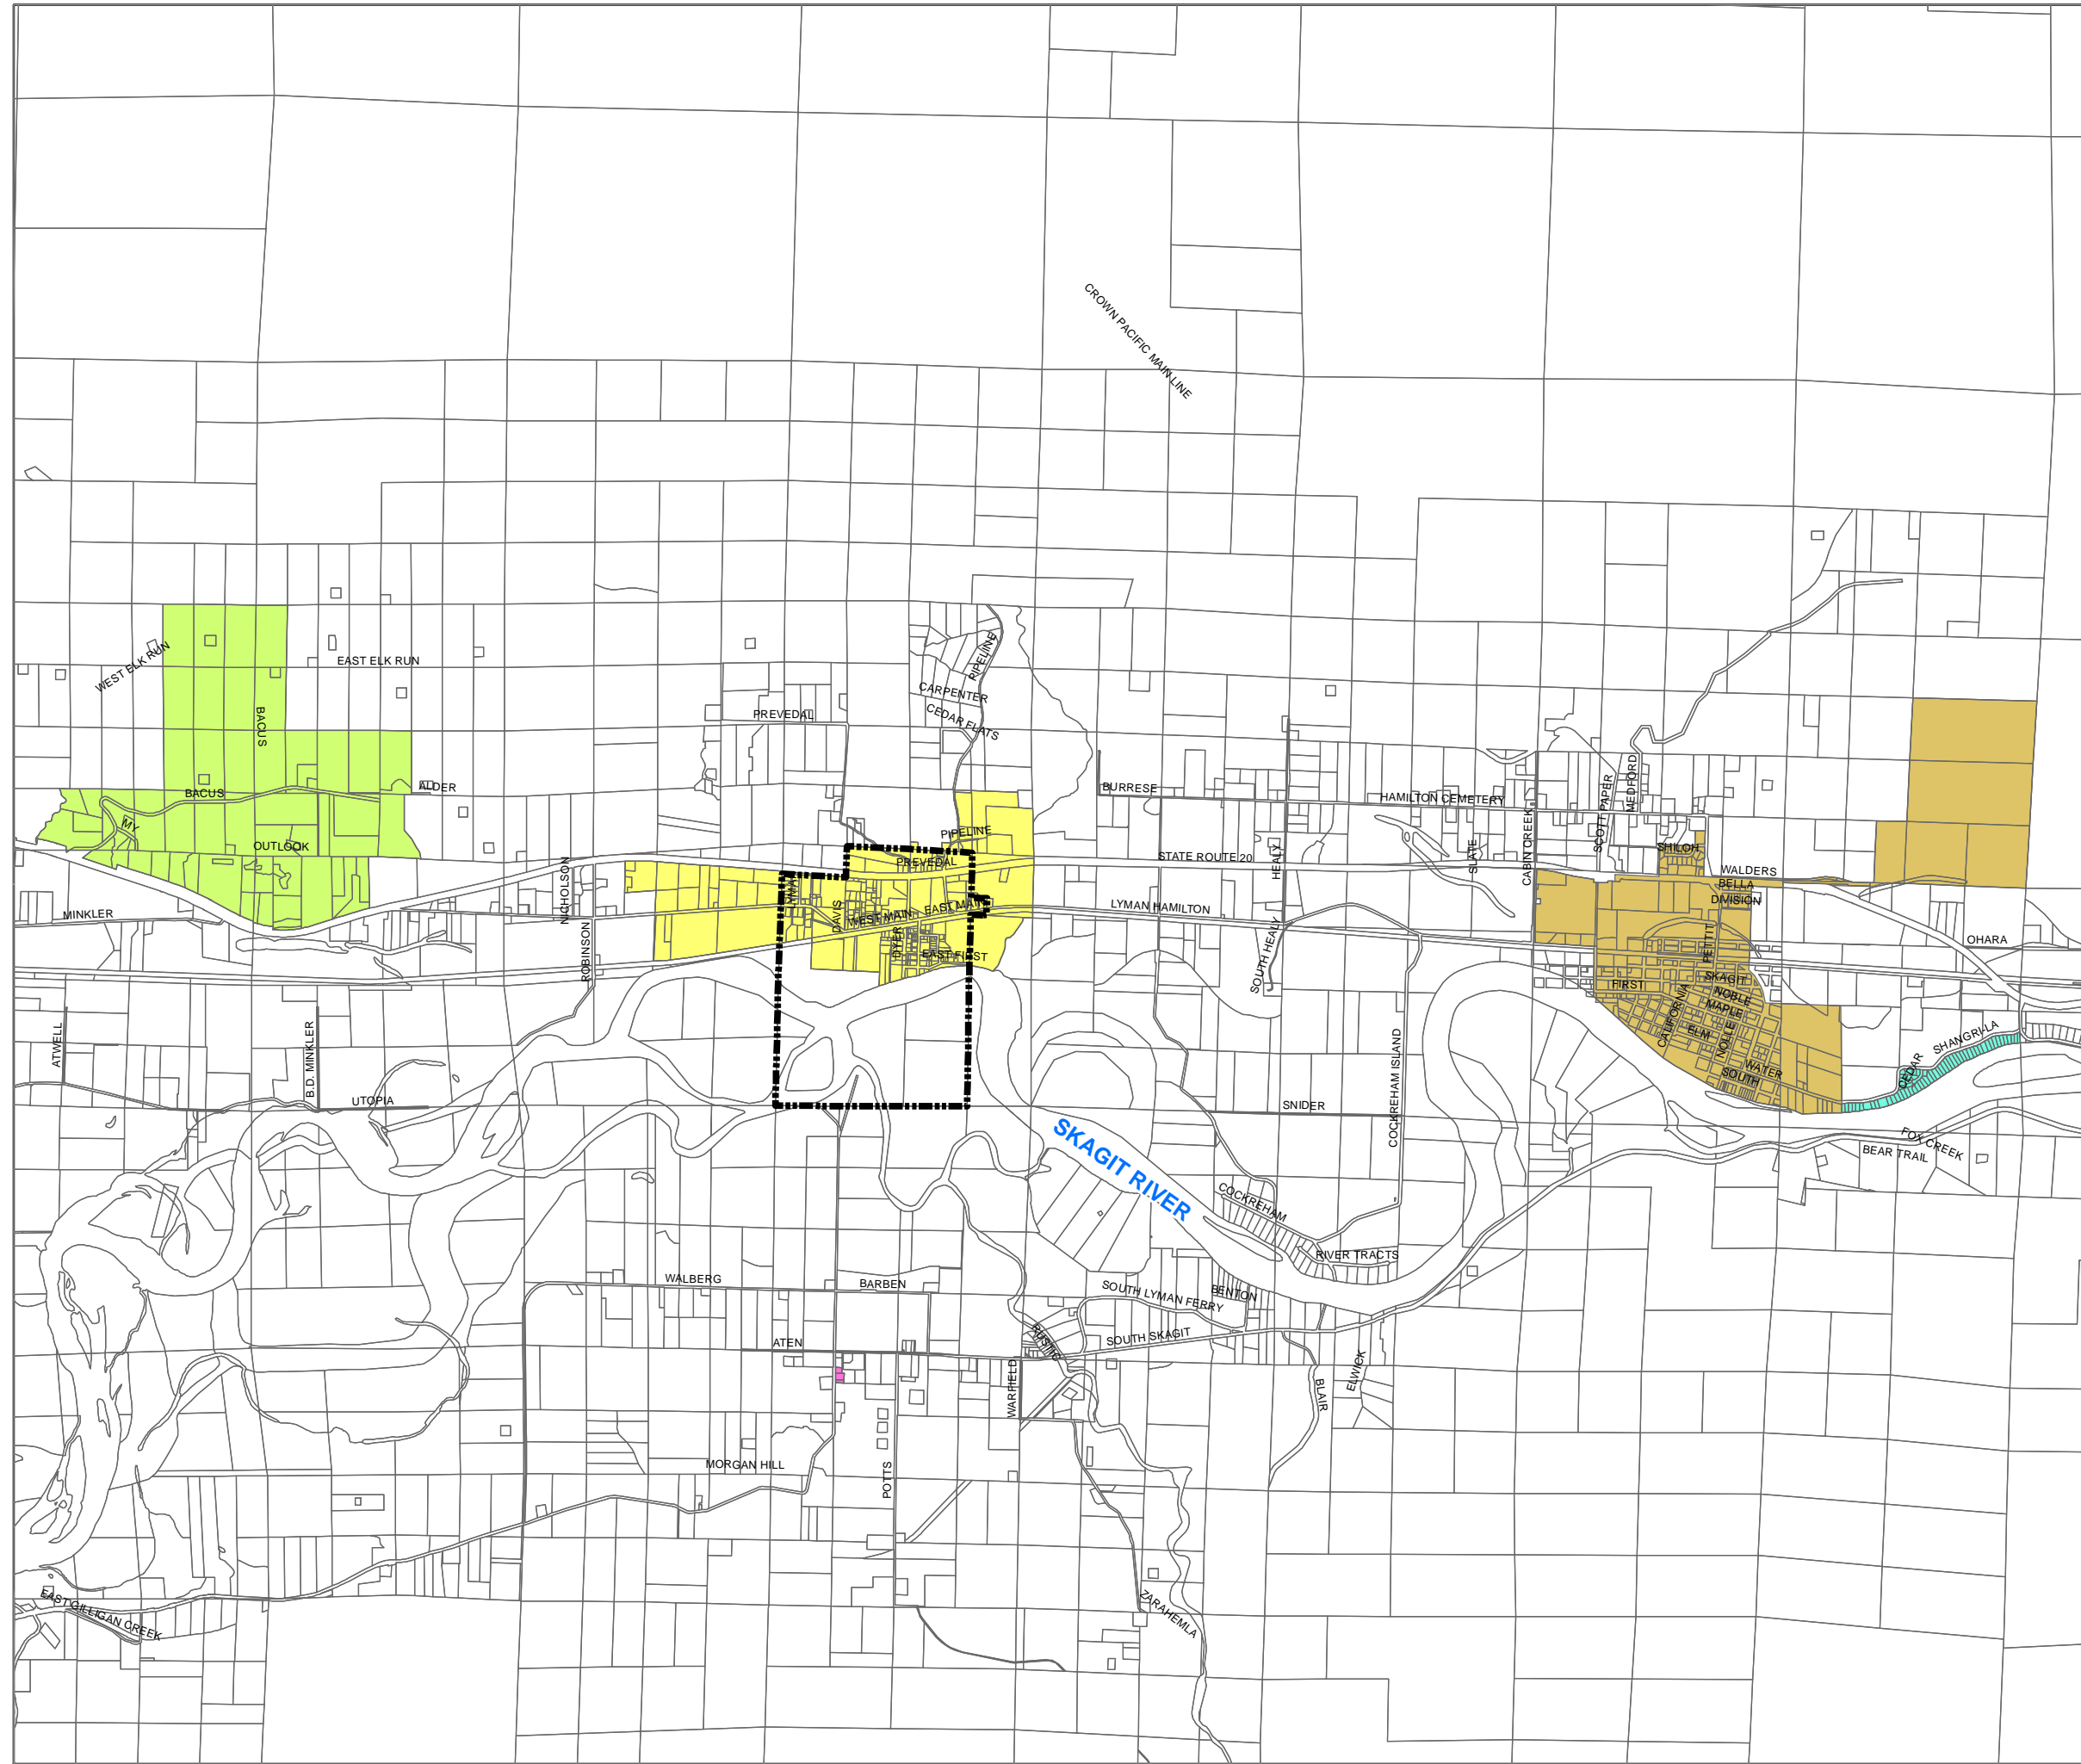 CROWN PACIFIC MAIN LINE
WEST ELK RUN
EAST ELK RUN
BACUS
PIPELINE
CARPENTER
CEDAR FLATS
PREVEDAL
ALDER
BACUS
MY
OUTLOOK
BURRESE
HAMILTON CEMETERY
SCOTT PAPER
MEDFORD
CABIN CREEK
PIPELINE
PREVEDAL
STATE ROUTE 20
HEALY
SLATE
SHILOH
WALDERS
BELLA
DIVISION
NICHOLSON
MINKLER
DAVIS
WEST MAIN
EAST MAIN
LYMAN HAMILTON
DYER
EAST FIRST
ROBINSON
SOUTH HEALY
PETTIT
OHARA
SKAGIT
FIRST
NOBLE
MAPLE
CALIFORNIA
ELM
NOLLE
WATER
SOUTH
CEDAR
SHANGRI-LA
ATWELL
B.D. MINKLER
UTOPIA
SNIDER
COCKREHAM ISLAND
SKAGIT RIVER
FOX CREEK
BEAR TRAIL
COCKREHAM
RIVER TRACTS
WALBERG
BARBEN
SOUTH LYMAN FERRY
BENTON
ATEN
RUSTIC
SOUTH SKAGIT
WARFIELD
BLAIR
ELWICK
MORGAN HILL
POTTS
EAST GILLIGAN CREEK
ZARAHEMLA